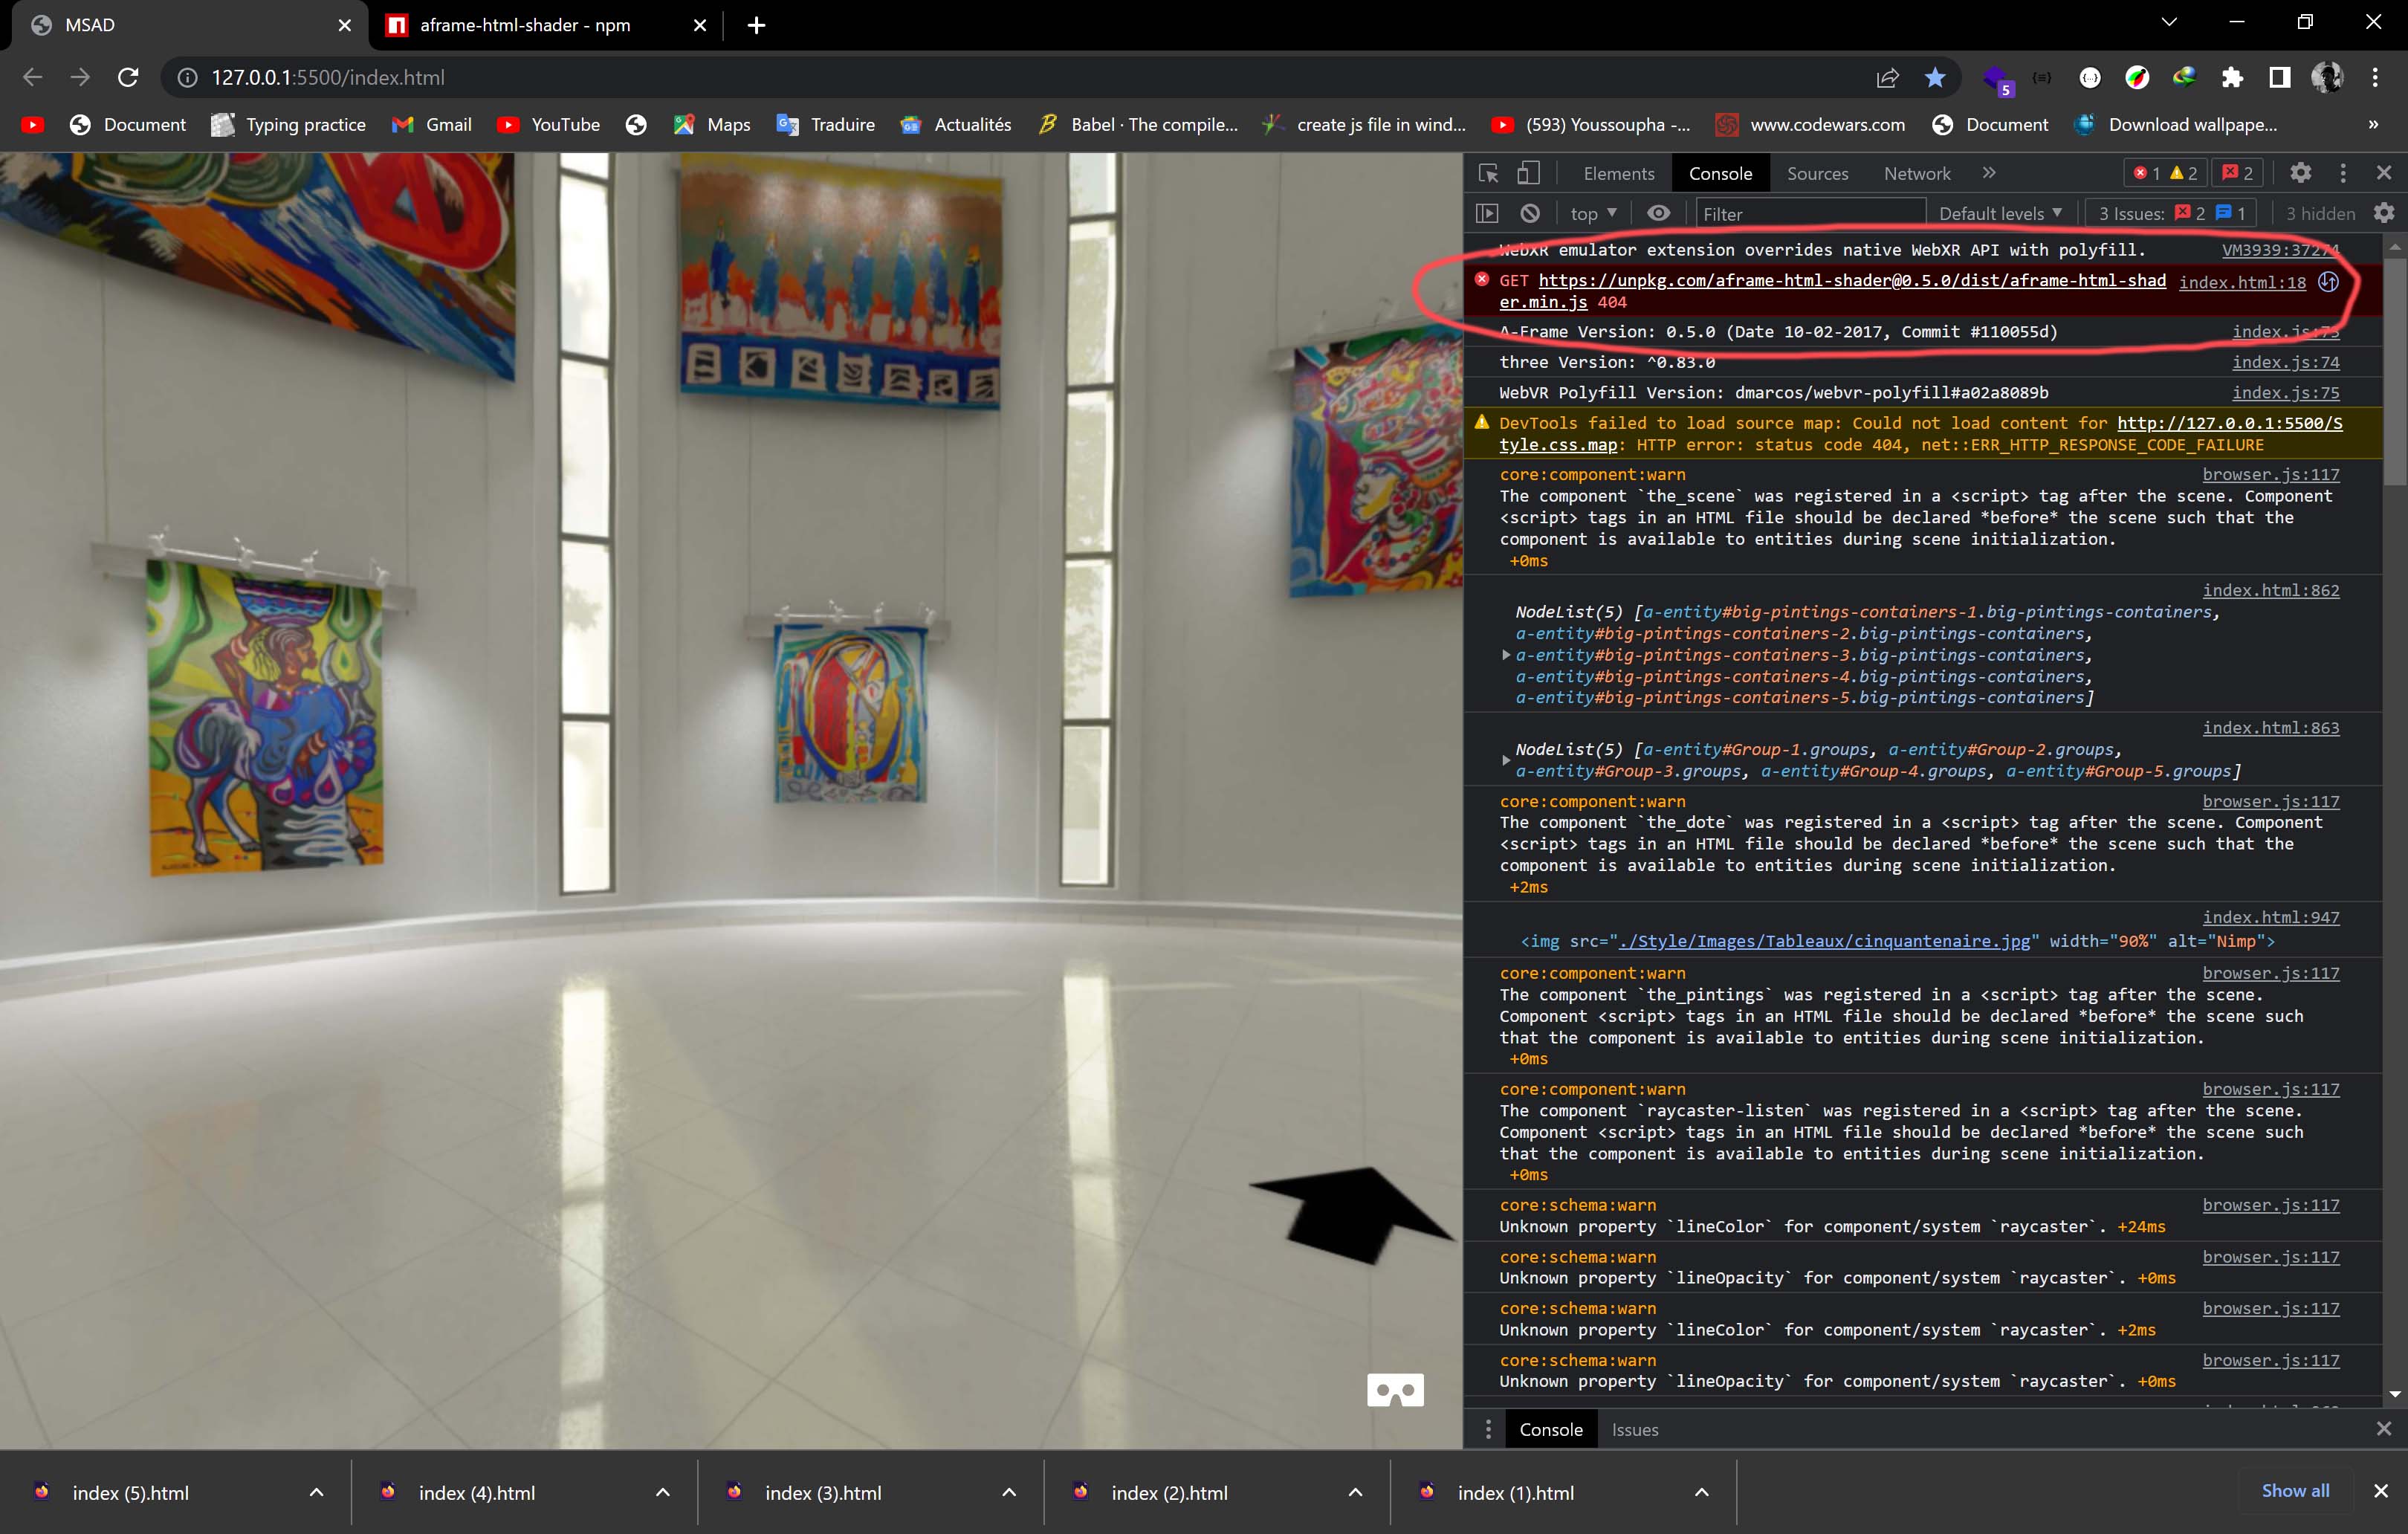 MSAD
aframe-html-shader - npm
127.0.0.1:5500/index.html
5
Document
Typing practice
Gmail
YouTube
Maps
Traduire
Actualités
Babel · The compile...
create js file in wind...
(593) Youssoupha -...
www.codewars.com
Document
Download wallpape...
»
Elements
Console
Sources
Network
»
1
2
2
top
Filter
Default levels
3 Issues:
2
1
3 hidden
WebXR emulator extension overrides native WebXR API with polyfill. VM3939:37274
GET https://unpkg.com/aframe-html-shader@0.5.0/dist/aframe-html-shad index.html:18
er.min.js 404
A-Frame Version: 0.5.0 (Date 10-02-2017, Commit #110055d) index.js:73
three Version: ^0.83.0 index.js:74
WebVR Polyfill Version: dmarcos/webvr-polyfill#a02a8089b index.js:75
DevTools failed to load source map: Could not load content for http://127.0.0.1:5500/S
tyle.css.map: HTTP error: status code 404, net::ERR_HTTP_RESPONSE_CODE_FAILURE
core:component:warn browser.js:117
The component `the_scene` was registered in a <script> tag after the scene. Component
<script> tags in an HTML file should be declared *before* the scene such that the
component is available to entities during scene initialization.
+0ms
index.html:862
NodeList(5) [a-entity#big-pintings-containers-1.big-pintings-containers,
a-entity#big-pintings-containers-2.big-pintings-containers,
a-entity#big-pintings-containers-3.big-pintings-containers,
a-entity#big-pintings-containers-4.big-pintings-containers,
a-entity#big-pintings-containers-5.big-pintings-containers]
index.html:863
NodeList(5) [a-entity#Group-1.groups, a-entity#Group-2.groups,
a-entity#Group-3.groups, a-entity#Group-4.groups, a-entity#Group-5.groups]
core:component:warn browser.js:117
The component `the_dote` was registered in a <script> tag after the scene. Component
<script> tags in an HTML file should be declared *before* the scene such that the
component is available to entities during scene initialization.
+2ms
index.html:947
<img src="./Style/Images/Tableaux/cinquantenaire.jpg" width="90%" alt="Nimp">
core:component:warn browser.js:117
The component `the_pintings` was registered in a <script> tag after the scene.
Component <script> tags in an HTML file should be declared *before* the scene such
that the component is available to entities during scene initialization.
+0ms
core:component:warn browser.js:117
The component `raycaster-listen` was registered in a <script> tag after the scene.
Component <script> tags in an HTML file should be declared *before* the scene such
that the component is available to entities during scene initialization.
+0ms
core:schema:warn browser.js:117
Unknown property `lineColor` for component/system `raycaster`. +24ms
core:schema:warn browser.js:117
Unknown property `lineOpacity` for component/system `raycaster`. +0ms
core:schema:warn browser.js:117
Unknown property `lineColor` for component/system `raycaster`. +2ms
core:schema:warn browser.js:117
Unknown property `lineOpacity` for component/system `raycaster`. +0ms
Console
Issues
index (5).html
index (4).html
index (3).html
index (2).html
index (1).html
Show all